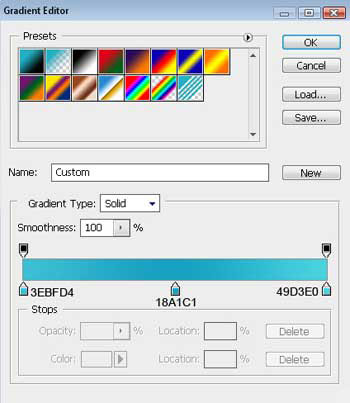 Gradient Editor
Presets
OK
Cancel
Load...
Save...
Name: Custom New
Gradient Type: Solid
Smoothness: 100 %
3EBFD4 18A1C1 49D3E0
Stops
Opacity: % Location: Delete
Color: Location: % Delete